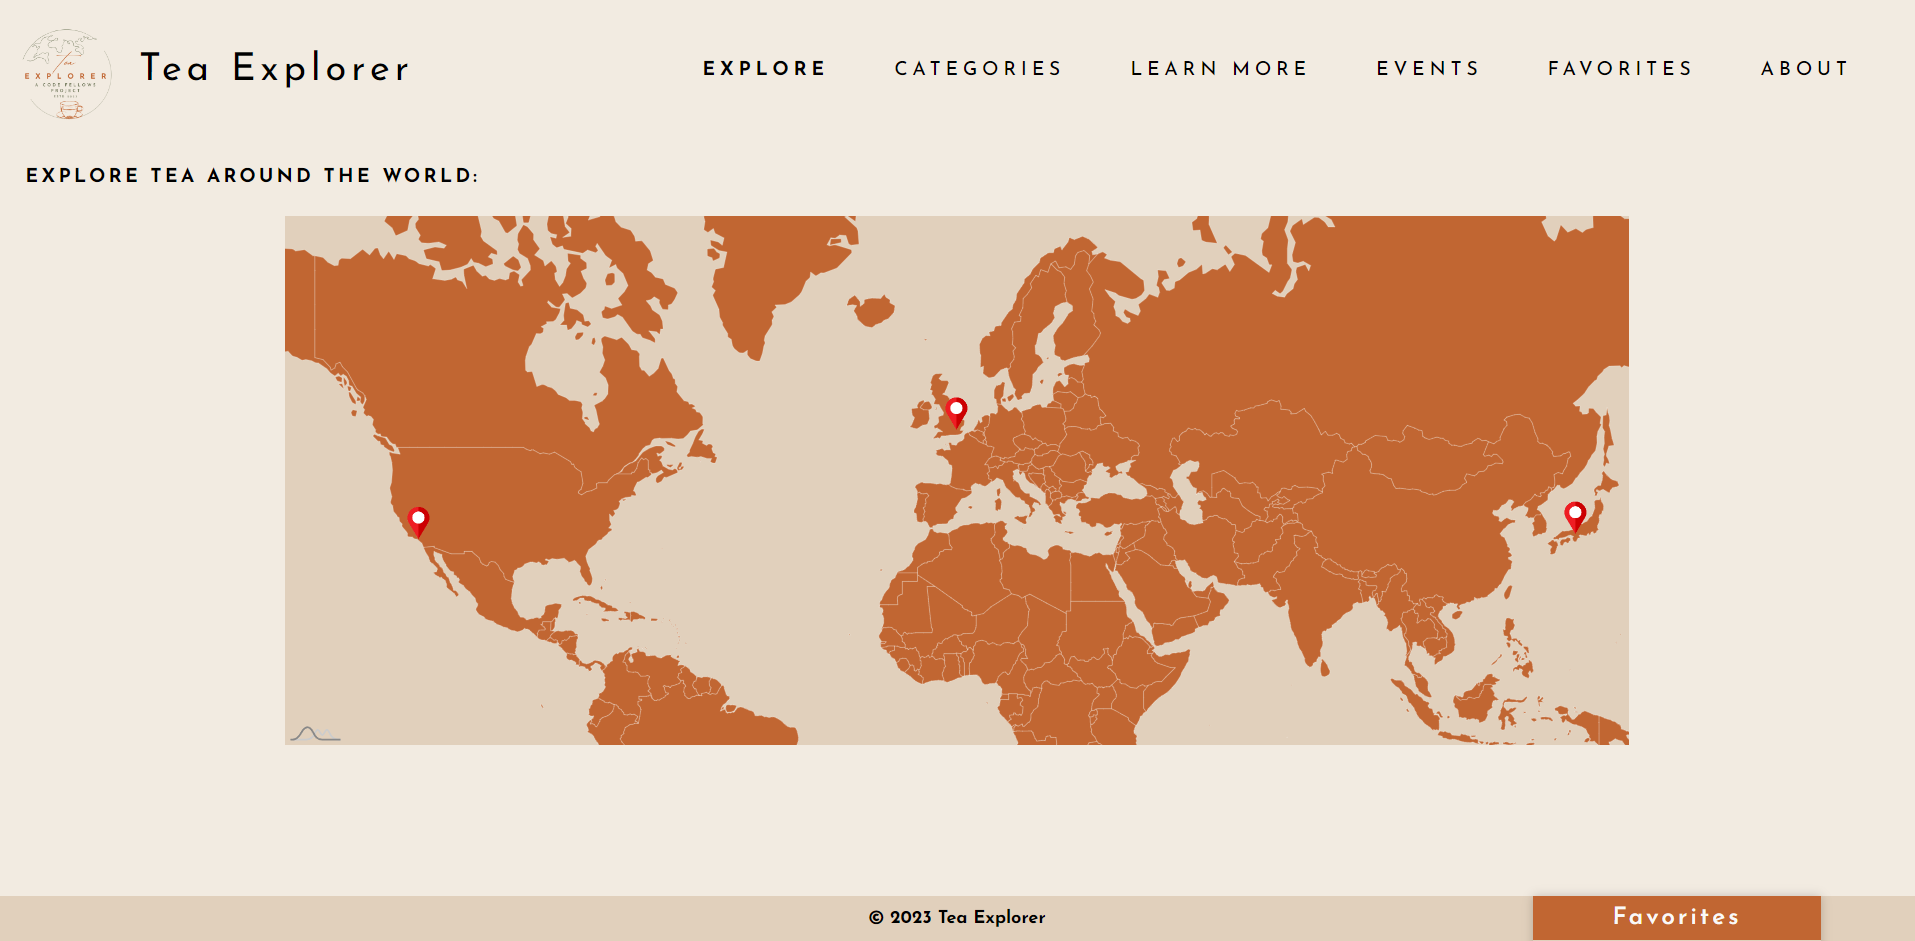 tea
EXPLORER
A CODE FELLOWS
PROJECT
Tea Explorer
EXPLORE
CATEGORIES
LEARN MORE
EVENTS
FAVORITES
ABOUT
EXPLORE TEA AROUND THE WORLD:
© 2023 Tea Explorer
Favorites